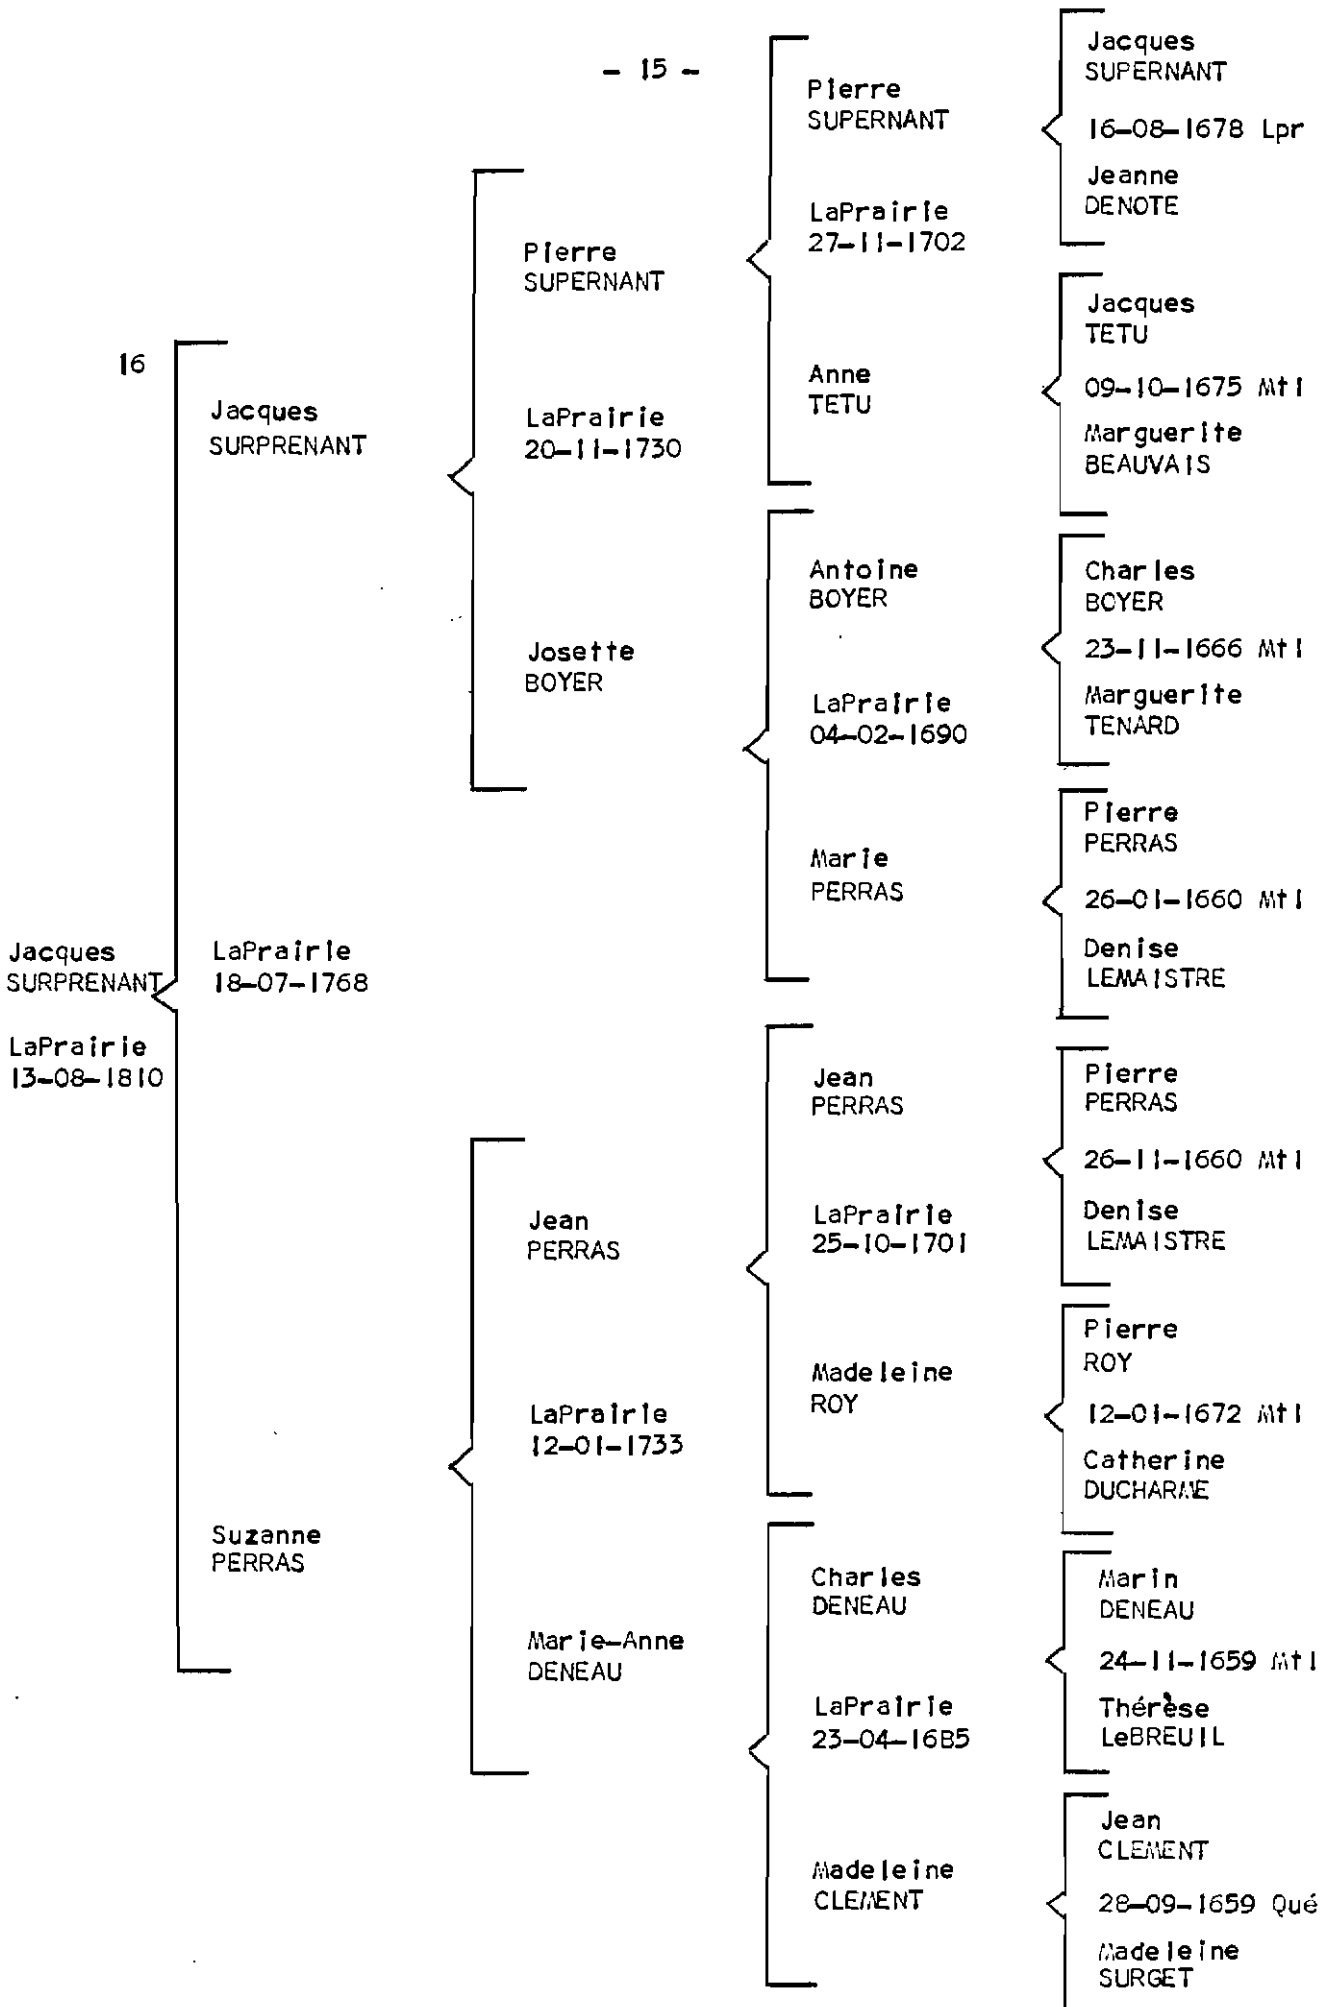 - 15 -
16
Jacques
SURPRENANT
LaPrairie
13-08-1810
Jacques
SURPRENANT
LaPrairie
18-07-1768
Suzanne
PERRAS
Pierre
SUPERNANT
LaPrairie
20-11-1730
Josette
BOYER
Jean
PERRAS
LaPrairie
12-01-1733
Marie-Anne
DENEAU
Pierre
SUPERNANT
LaPrairie
27-11-1702
Anne
TETU
Antoine
BOYER
LaPrairie
04-02-1690
Marie
PERRAS
Jean
PERRAS
LaPrairie
25-10-1701
Madeleine
ROY
Charles
DENEAU
LaPrairie
23-04-1685
Madeleine
CLEMENT
Jacques
SUPERNANT
16-08-1678 Lpr
Jeanne
DENOTE
Jacques
TETU
09-10-1675 Mtl
Marguerite
BEAUVAIS
Charles
BOYER
23-11-1666 Mtl
Marguerite
TENARD
Pierre
PERRAS
26-01-1660 Mtl
Denise
LEMAISTRE
Pierre
PERRAS
26-11-1660 Mtl
Denise
LEMAISTRE
Pierre
ROY
12-01-1672 Mtl
Catherine
DUCHARME
Marin
DENEAU
24-11-1659 Mtl
Thérèse
LeBREUIL
Jean
CLEMENT
28-09-1659 Qué
Madeleine
SURGET